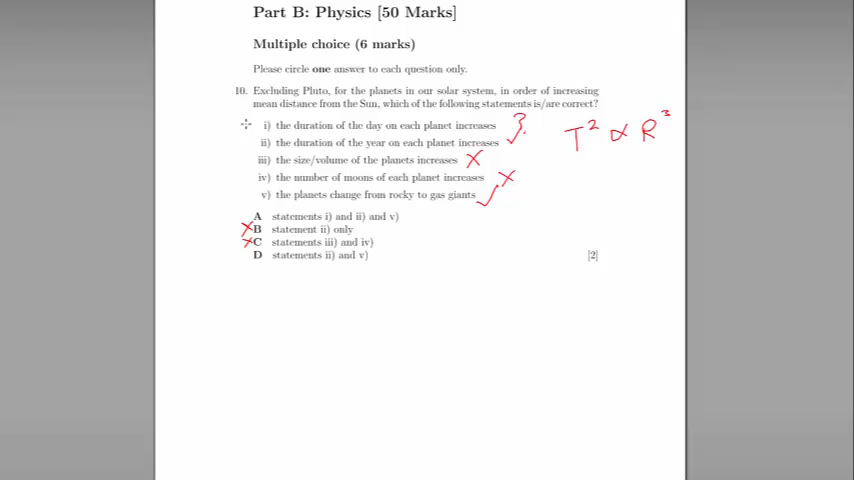 Part B: Physics [50 Marks]
Multiple choice (6 marks)
Please circle one answer to each question only.
10. Excluding Pluto, for the planets in our solar system, in order of increasing
mean distance from the Sun, which of the following statements is/are correct?
i) the duration of the day on each planet increases ?
ii) the duration of the year on each planet increases ✓
T² ∝ R³
iii) the size/volume of the planets increases ✗
iv) the number of moons of each planet increases ✗
v) the planets change from rocky to gas giants ✓
A statements i) and ii) and v)
✗ B statement ii) only
✗ C statements iii) and iv)
D statements ii) and v) [2]